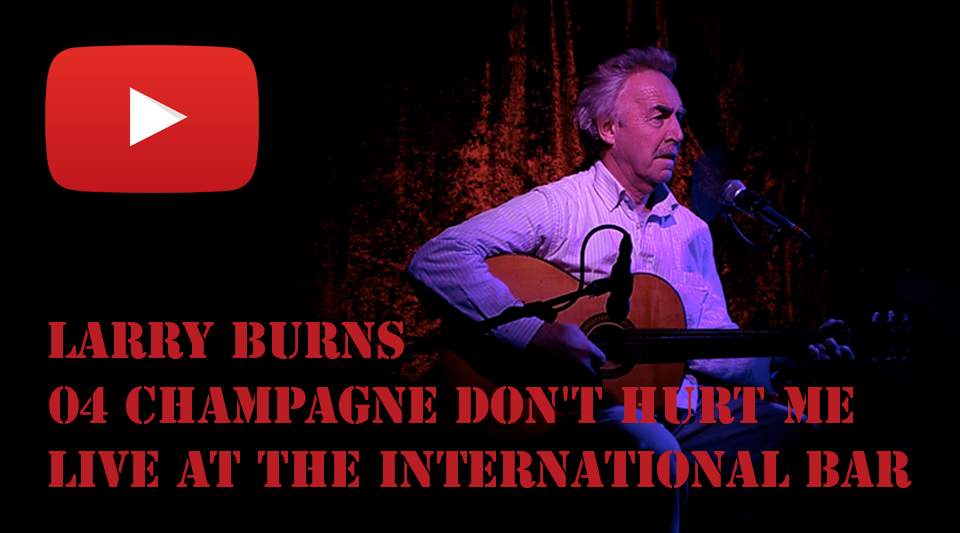 LARRY BURNS
04 CHAMPAGNE DON'T HURT ME
LIVE AT THE INTERNATIONAL BAR